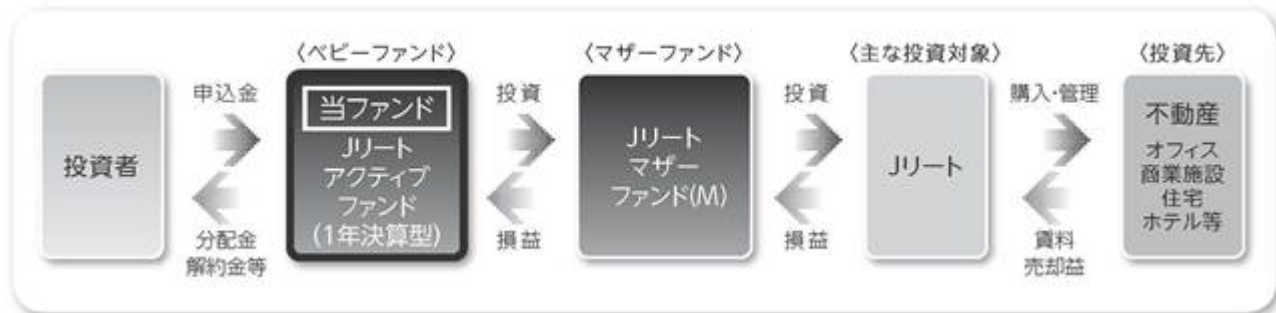 〈ベビーファンド〉
〈マザーファンド〉
〈主な投資対象〉
〈投資先〉
投資者
申込金
分配金
解約金等
当ファンド
Jリート
アクティブ
ファンド
(1年決算型)
投資
損益
Jリート
マザー
ファンド(M)
投資
損益
Jリート
購入・管理
賃料
売却益
不動産
オフィス
商業施設
住宅
ホテル等